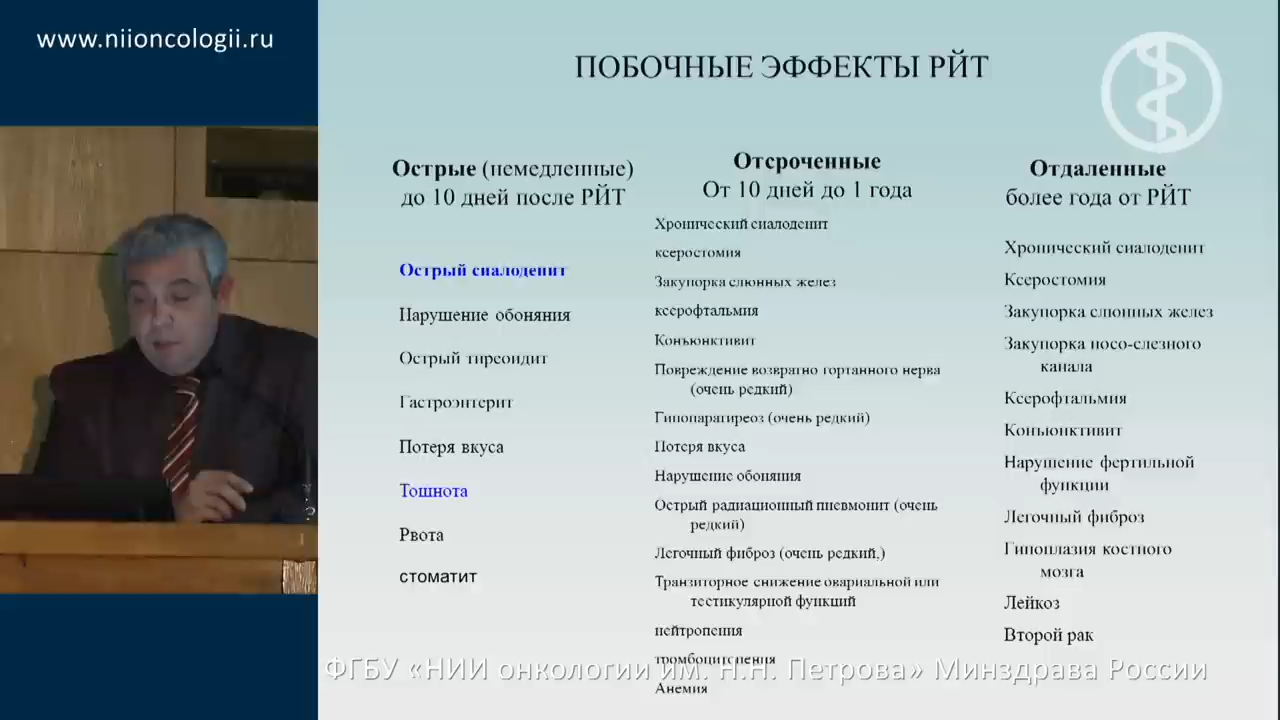 www.niioncologii.ru
ПОБОЧНЫЕ ЭФФЕКТЫ РЙТ
Острые (немедленные)
до 10 дней после РЙТ
Острый сиалоденит
Нарушение обоняния
Острый тиреоидит
Гастроэнтерит
Потеря вкуса
Тошнота
Рвота
стоматит
Отсроченные
От 10 дней до 1 года
Хронический сиалоденит
ксеростомия
Закупорка слюнных желез
ксерофтальмия
Конъюнктивит
Повреждение возвратно гортанного нерва
(очень редкий)
Гипопаратиреоз (очень редкий)
Потеря вкуса
Нарушение обоняния
Острый радиационный пневмонит (очень
редкий)
Легочный фиброз (очень редкий,)
Транзиторное снижение овариальной или
тестикулярной функций
нейтропения
тромбоцитопения
Анемия
Отдаленные
более года от РЙТ
Хронический сиалоденит
Ксеростомия
Закупорка слюнных желез
Закупорка носо-слезного
канала
Ксерофтальмия
Конъюнктивит
Нарушение фертильной
функции
Легочный фиброз
Гипоплазия костного
мозга
Лейкоз
Второй рак
ФГБУ «НИИ онкологии им. Н.Н. Петрова» Минздрава России